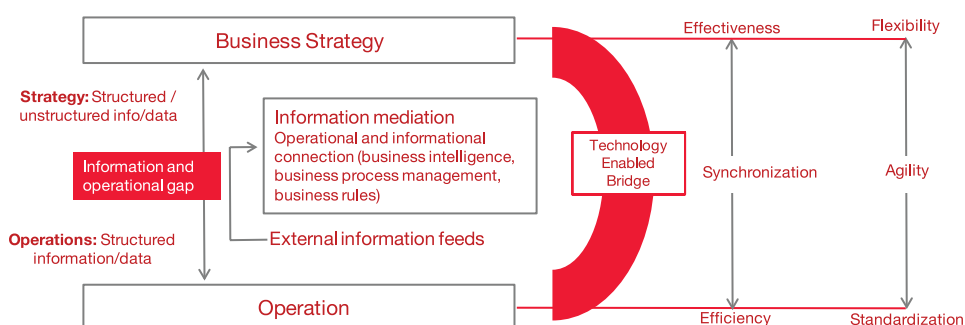 Business Strategy
Effectiveness
Flexibility
Strategy: Structured /
unstructured info/data
Information and
operational gap
Information mediation
Operational and informational
connection (business intelligence,
business process management,
business rules)
Technology
Enabled
Bridge
Synchronization
Agility
Operations: Structured
information/data
External information feeds
Operation
Efficiency
Standardization